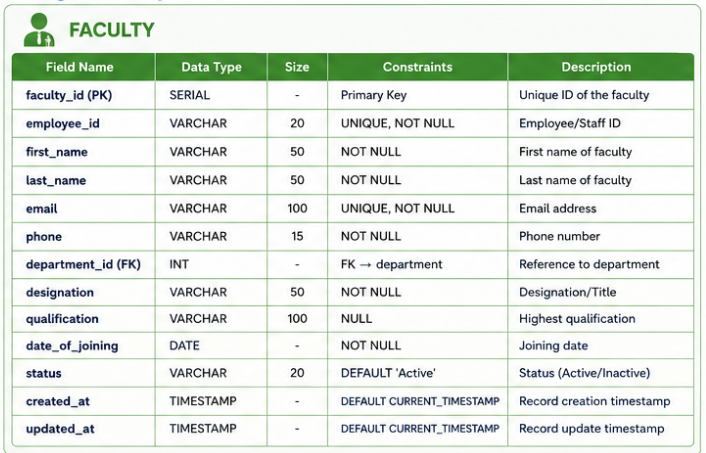 FACULTY
Field Name Data Type Size Constraints Description
faculty_id (PK) SERIAL - Primary Key Unique ID of the faculty
employee_id VARCHAR 20 UNIQUE, NOT NULL Employee/Staff ID
first_name VARCHAR 50 NOT NULL First name of faculty
last_name VARCHAR 50 NOT NULL Last name of faculty
email VARCHAR 100 UNIQUE, NOT NULL Email address
phone VARCHAR 15 NOT NULL Phone number
department_id (FK) INT - FK → department Reference to department
designation VARCHAR 50 NOT NULL Designation/Title
qualification VARCHAR 100 NULL Highest qualification
date_of_joining DATE - NOT NULL Joining date
status VARCHAR 20 DEFAULT 'Active' Status (Active/Inactive)
created_at TIMESTAMP - DEFAULT CURRENT_TIMESTAMP Record creation timestamp
updated_at TIMESTAMP - DEFAULT CURRENT_TIMESTAMP Record update timestamp